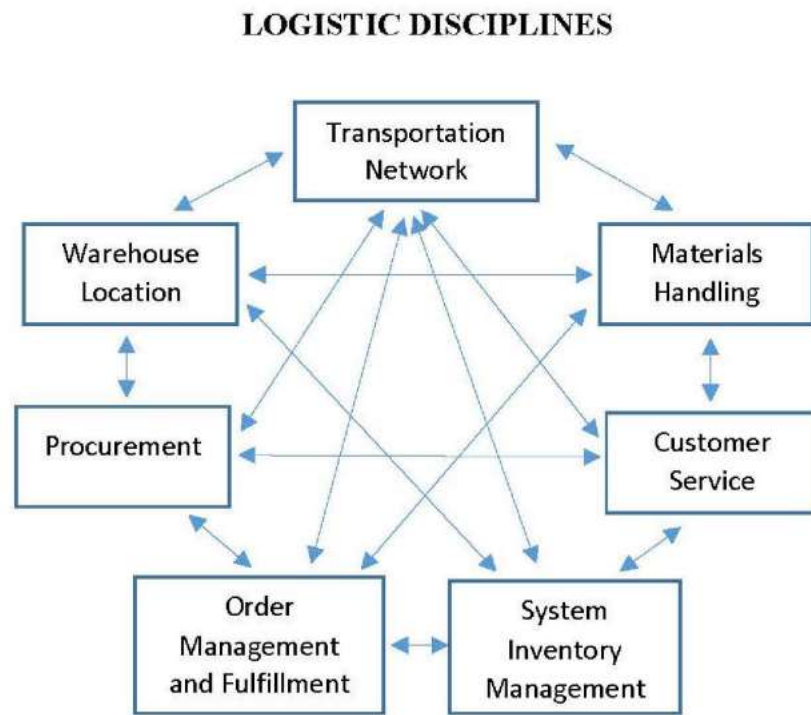 LOGISTIC DISCIPLINES
Transportation
Network
Warehouse
Location
Materials
Handling
Procurement
Customer
Service
Order
Management
and Fulfillment
System
Inventory
Management